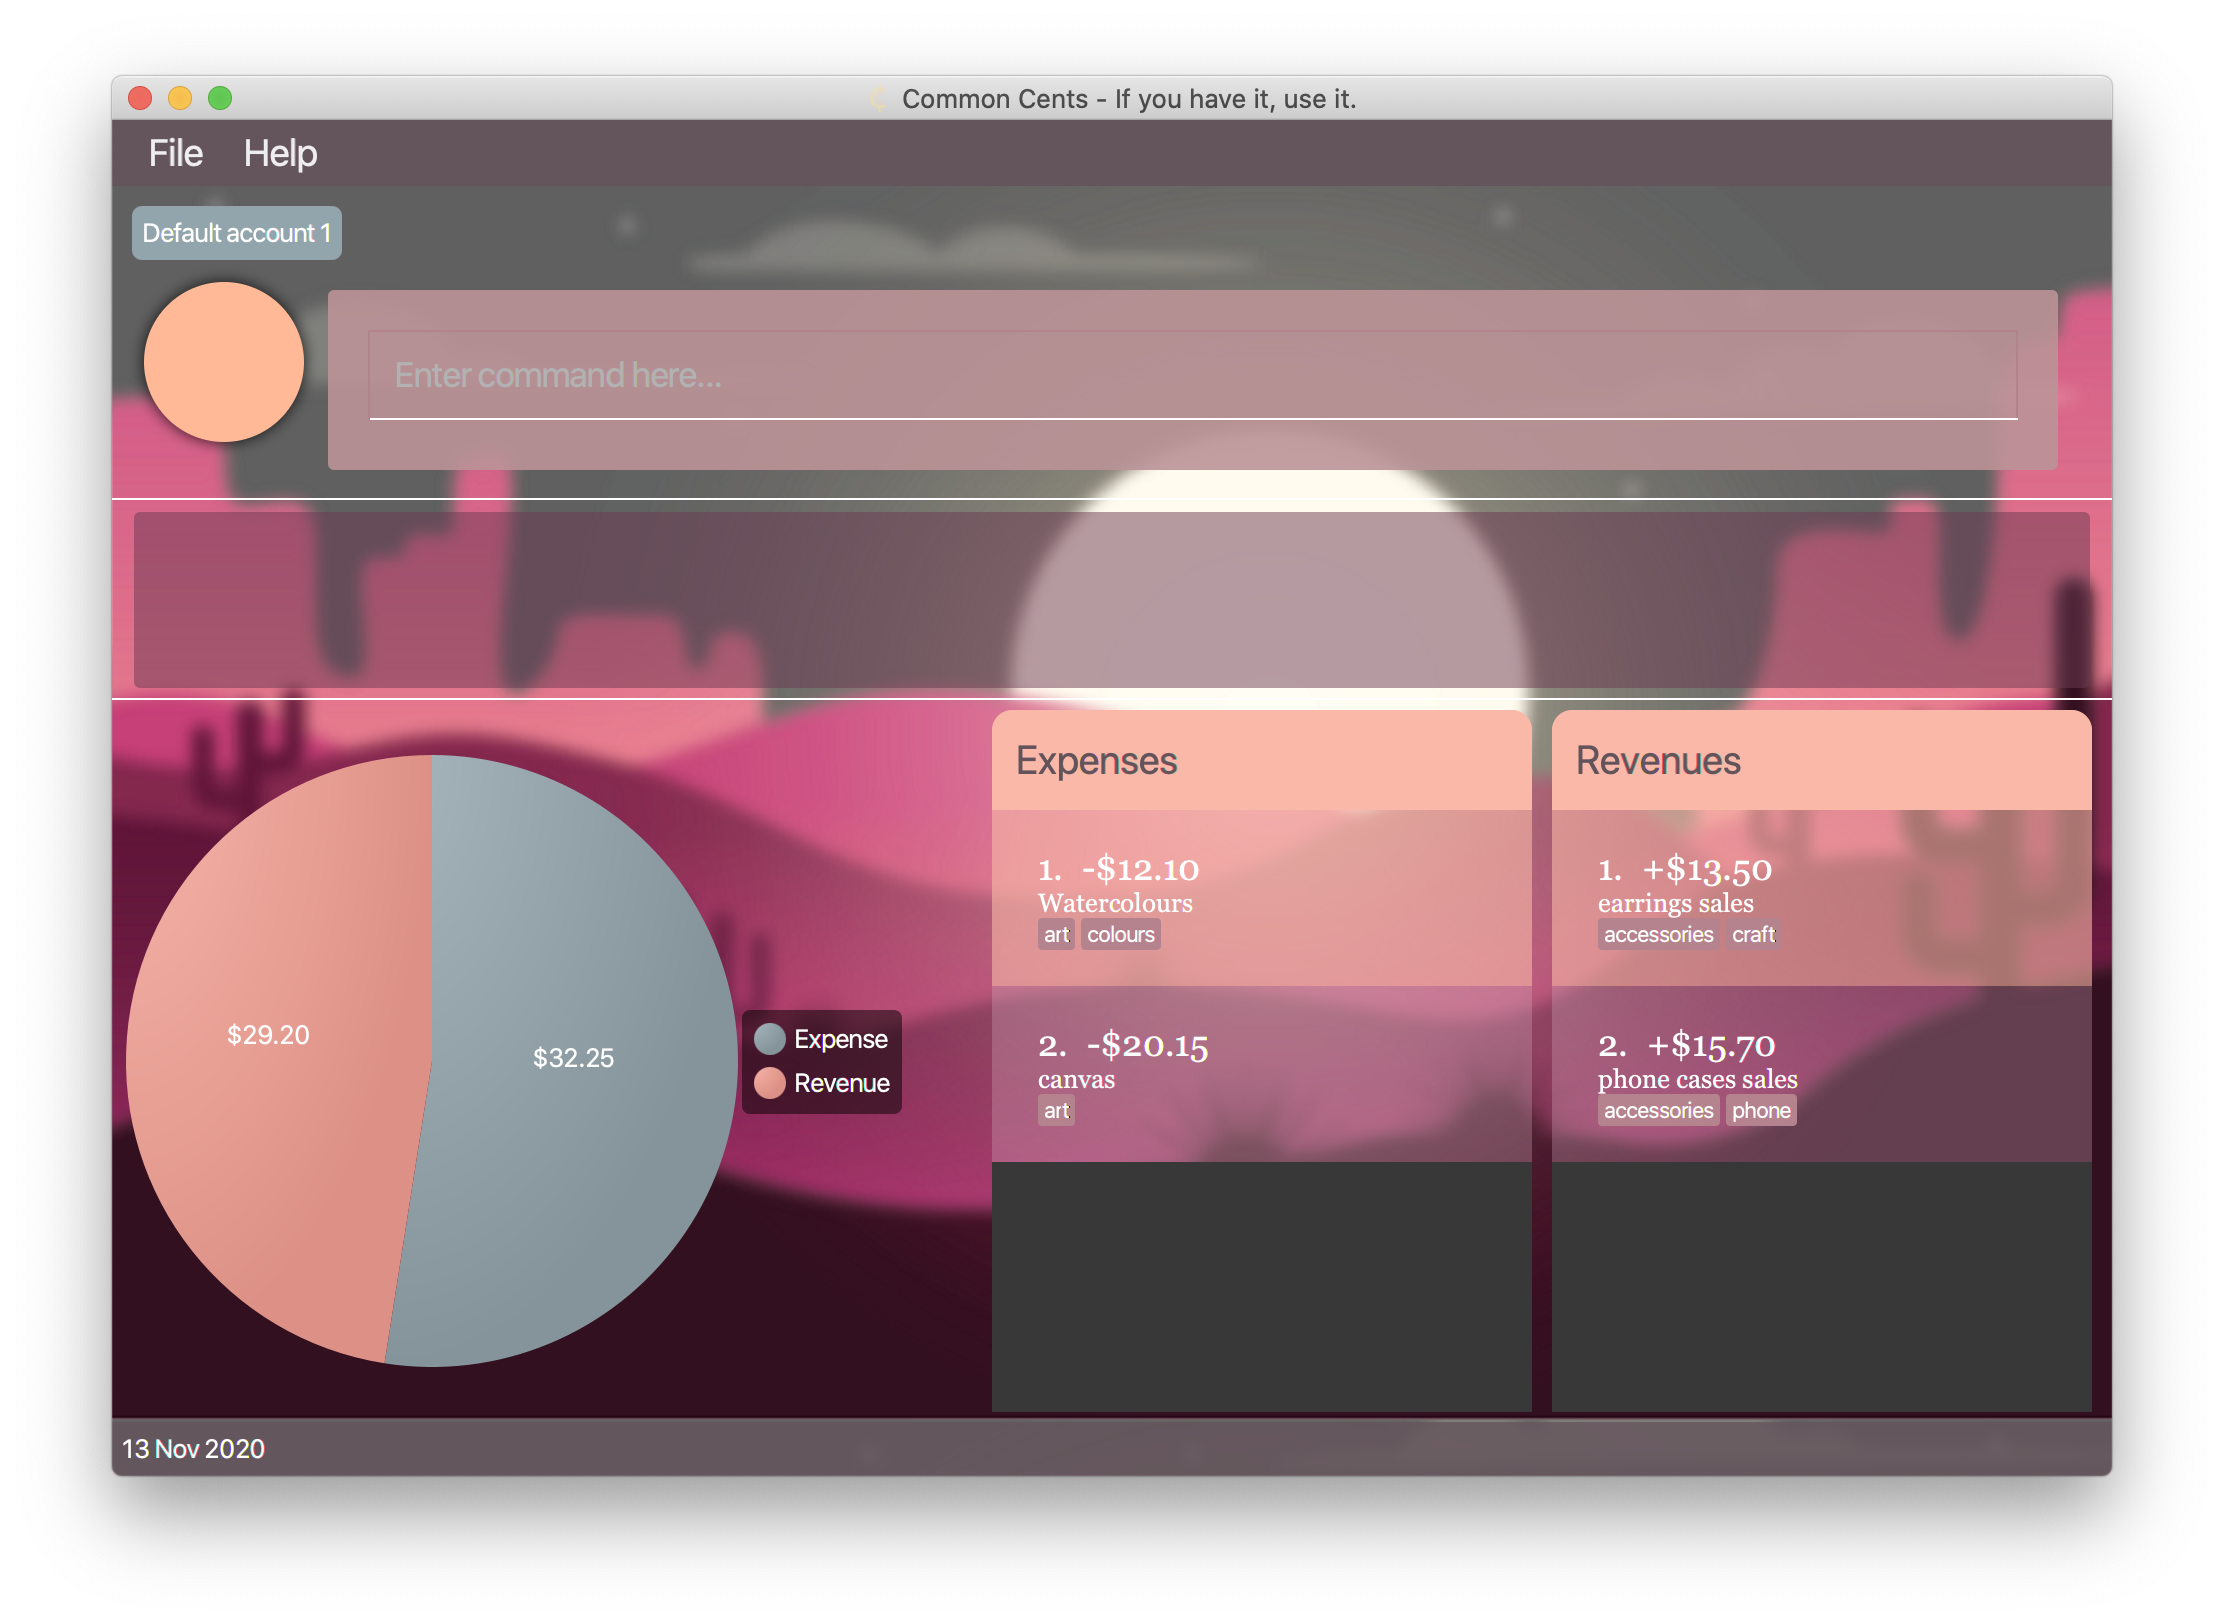 Common Cents - If you have it, use it.
File Help
Default account 1
Enter command here...
$29.20
$32.25
Expense
Revenue
Expenses
1. -$12.10
Watercolours
art colours
2. -$20.15
canvas
art
Revenues
1. +$13.50
earrings sales
accessories craft
2. +$15.70
phone cases sales
accessories phone
13 Nov 2020